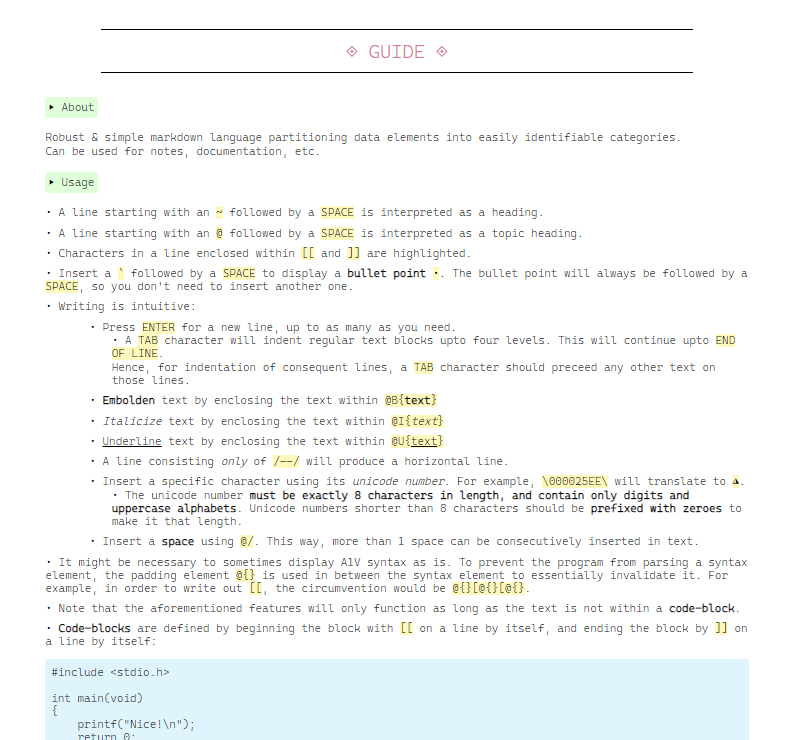 ◈ GUIDE ◈
▸ About
Robust & simple markdown language partitioning data elements into easily identifiable categories.
Can be used for notes, documentation, etc.
▸ Usage
· A line starting with an ~ followed by a SPACE is interpreted as a heading.
· A line starting with an @ followed by a SPACE is interpreted as a topic heading.
· Characters in a line enclosed within [[ and ]] are highlighted.
· Insert a ` followed by a SPACE to display a bullet point ·. The bullet point will always be followed by a
SPACE, so you don't need to insert another one.
· Writing is intuitive:
· Press ENTER for a new line, up to as many as you need.
· A TAB character will indent regular text blocks upto four levels. This will continue upto END
OF LINE.
Hence, for indentation of consequent lines, a TAB character should preceed any other text on
those lines.
· Embolden text by enclosing the text within @B{text}
· Italicize text by enclosing the text within @I{text}
· Underline text by enclosing the text within @U{text}
· A line consisting only of /--/ will produce a horizontal line.
· Insert a specific character using its unicode number. For example, \000025EE\ will translate to ◮.
· The unicode number must be exactly 8 characters in length, and contain only digits and
uppercase alphabets. Unicode numbers shorter than 8 characters should be prefixed with zeroes to
make it that length.
· Insert a space using @/. This way, more than 1 space can be consecutively inserted in text.
· It might be necessary to sometimes display A1V syntax as is. To prevent the program from parsing a syntax
element, the padding element @{} is used in between the syntax element to essentially invalidate it. For
example, in order to write out [[, the circumvention would be @{}[@{}[@{}.
· Note that the aforementioned features will only function as long as the text is not within a code-block.
· Code-blocks are defined by beginning the block with [[ on a line by itself, and ending the block by ]] on
a line by itself:
#include <stdio.h>
int main(void)
{
printf("Nice!\n");
return 0;